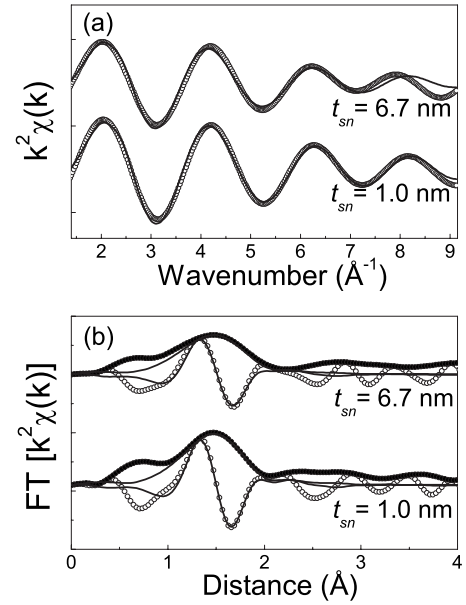 (a)
k²χ(k)
t_sn = 6.7 nm
t_sn = 1.0 nm
2 3 4 5 6 7 8 9
Wavenumber (Å⁻¹)
(b)
FT [k²χ(k)]
t_sn = 6.7 nm
t_sn = 1.0 nm
0 1 2 3 4
Distance (Å)